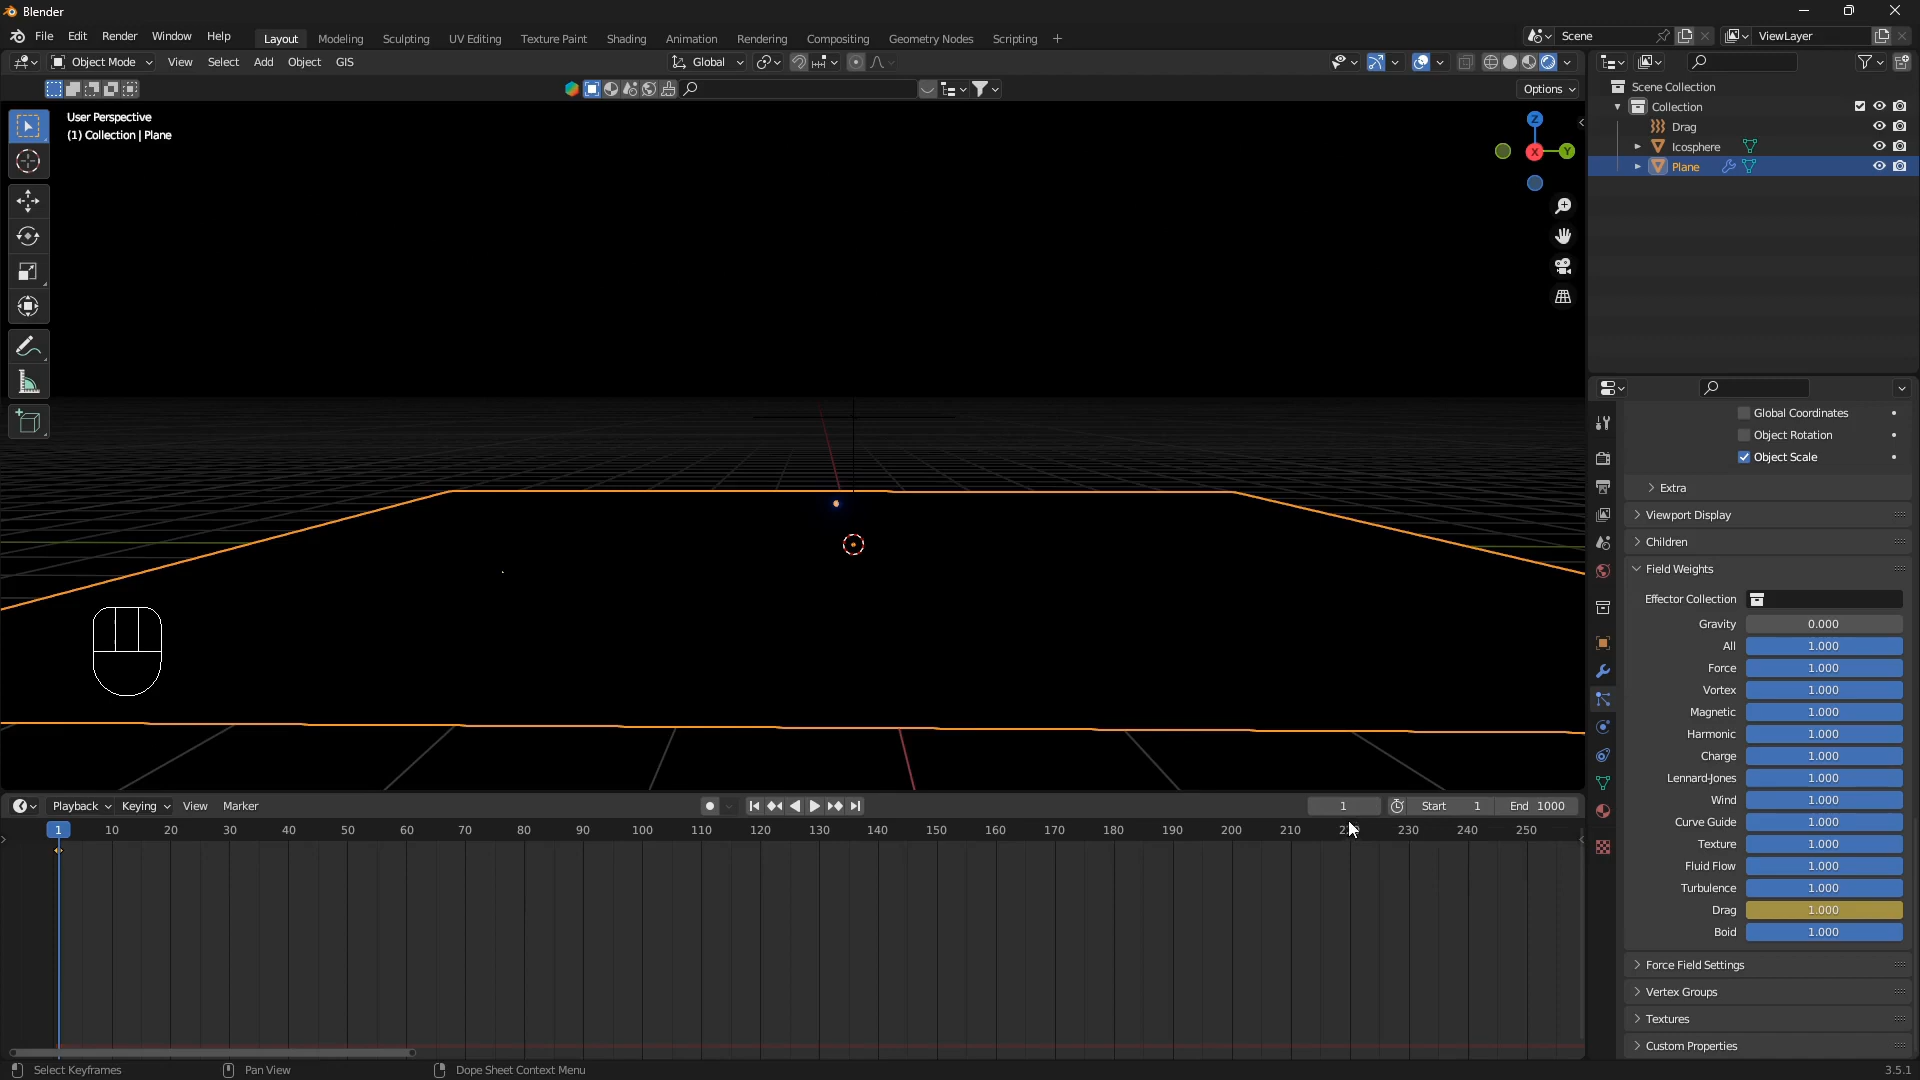 Blender
File Edit Render Window Help Layout Modeling Sculpting UV Editing Texture Paint Shading Animation Rendering Compositing Geometry Nodes Scripting Scene ViewLayer
Object Mode View Select Add Object GIS Global
Options
User Perspective
(1) Collection | Plane
Z
X
Y
Scene Collection
Collection
Drag
Icosphere
Plane
Global Coordinates
Object Rotation
Object Scale
Extra
Viewport Display
Children
Field Weights
Effector Collection
Gravity 0.000
All 1.000
Force 1.000
Vortex 1.000
Magnetic 1.000
Harmonic 1.000
Charge 1.000
Lennard-Jones 1.000
Wind 1.000
Curve Guide 1.000
Texture 1.000
Fluid Flow 1.000
Turbulence 1.000
Drag 1.000
Boid 1.000
Force Field Settings
Vertex Groups
Textures
Custom Properties
Playback Keying View Marker 1 Start 1 End 1000
1 10 20 30 40 50 60 70 80 90 100 110 120 130 140 150 160 170 180 190 200 210 230 240 250
Select Keyframes Pan View Dope Sheet Context Menu 3.5.1